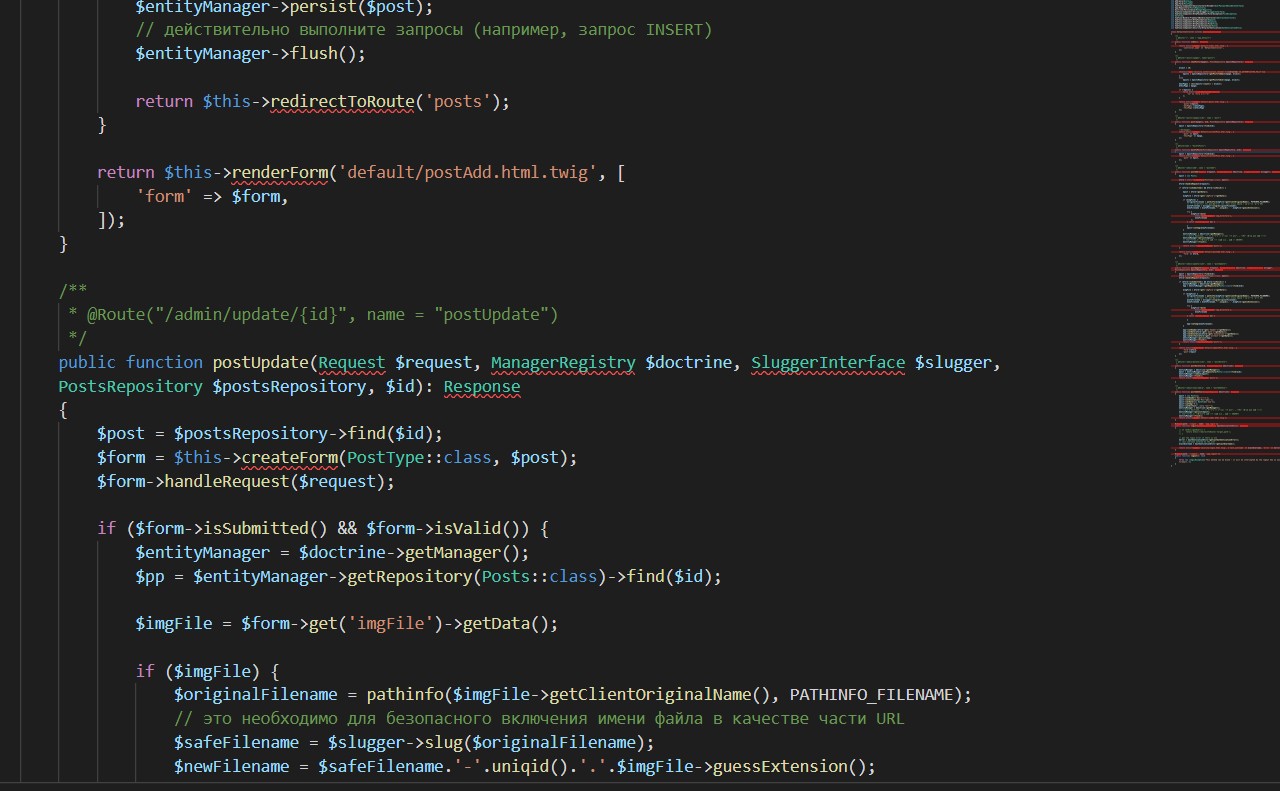 $entityManager->persist($post);
// действительно выполните запросы (например, запрос INSERT)
$entityManager->flush();
return $this->redirectToRoute('posts');
}
return $this->renderForm('default/postAdd.html.twig', [
'form' => $form,
]);
}
/**
* @Route("/admin/update/{id}", name = "postUpdate")
*/
public function postUpdate(Request $request, ManagerRegistry $doctrine, SluggerInterface $slugger,
PostsRepository $postsRepository, $id): Response
{
$post = $postsRepository->find($id);
$form = $this->createForm(PostType::class, $post);
$form->handleRequest($request);
if ($form->isSubmitted() && $form->isValid()) {
$entityManager = $doctrine->getManager();
$pp = $entityManager->getRepository(Posts::class)->find($id);
$imgFile = $form->get('imgFile')->getData();
if ($imgFile) {
$originalFilename = pathinfo($imgFile->getClientOriginalName(), PATHINFO_FILENAME);
// это необходимо для безопасного включения имени файла в качестве части URL
$safeFilename = $slugger->slug($originalFilename);
$newFilename = $safeFilename.'-'.uniqid().'.'.$imgFile->guessExtension();